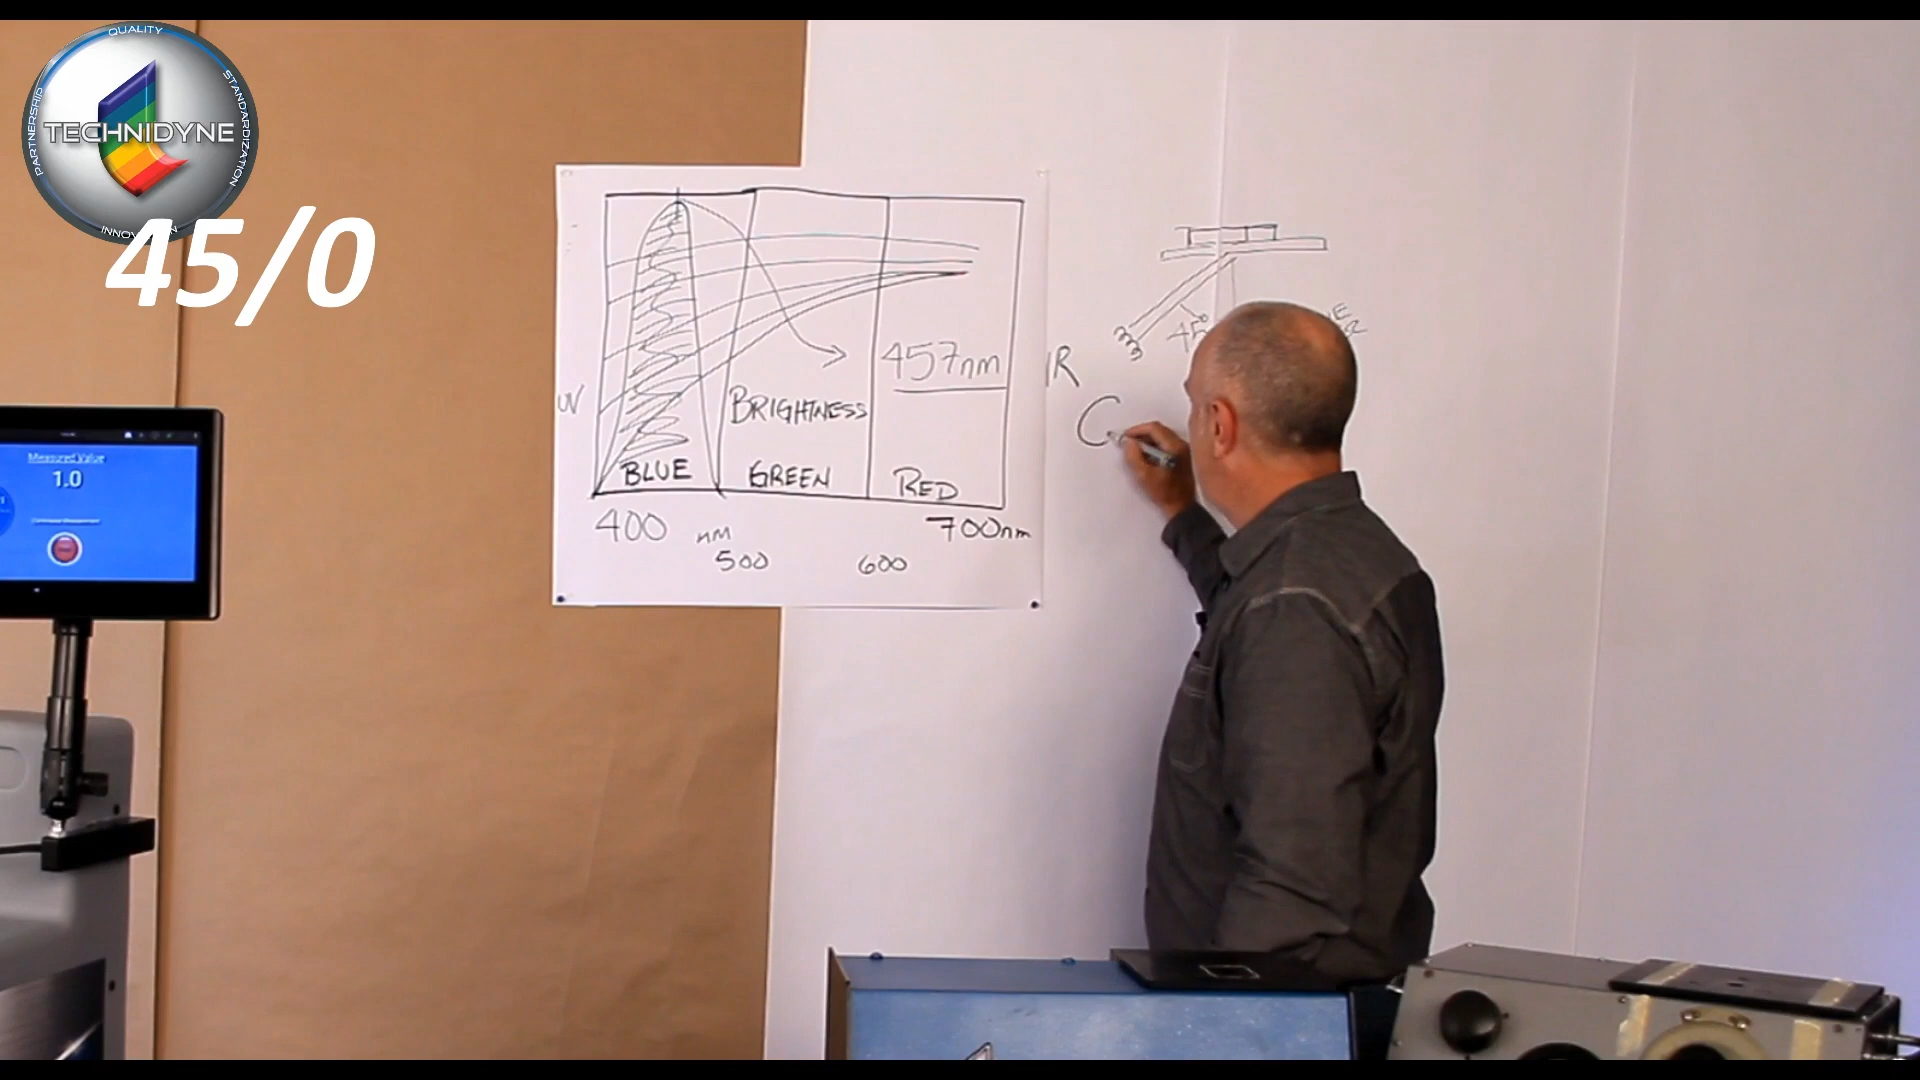 QUALITY
PARTNERSHIP
STANDARDIZATION
TECHNIDYNE
45/0
45°
457nm
IR
UV
BRIGHTNESS
C
Measured Value
1.0
BLUE
GREEN
RED
400
nm
700nm
500
600